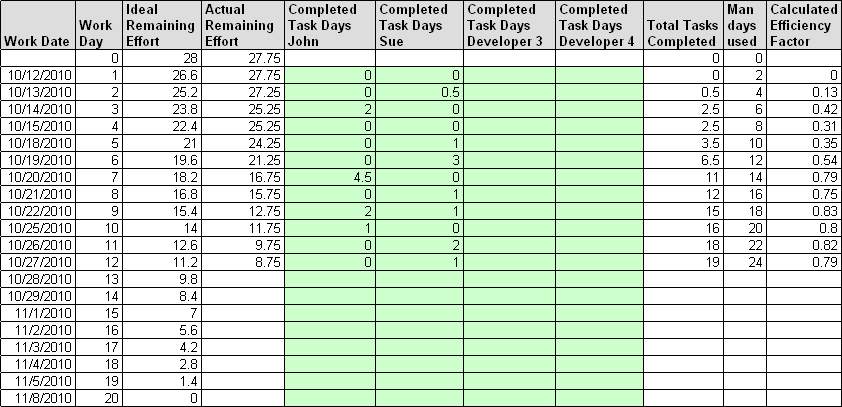 Work Date Work Day Ideal Remaining Effort Actual Remaining Effort Completed Task Days John Completed Task Days Sue Completed Task Days Developer 3 Completed Task Days Developer 4 Total Tasks Completed Man days used Calculated Efficiency Factor
0 28 27.75 0 0
10/12/2010 1 26.6 27.75 0 0 0 2 0
10/13/2010 2 25.2 27.25 0 0.5 0.5 4 0.13
10/14/2010 3 23.8 25.25 2 0 2.5 6 0.42
10/15/2010 4 22.4 25.25 0 0 2.5 8 0.31
10/18/2010 5 21 24.25 0 1 3.5 10 0.35
10/19/2010 6 19.6 21.25 0 3 6.5 12 0.54
10/20/2010 7 18.2 16.75 4.5 0 11 14 0.79
10/21/2010 8 16.8 15.75 0 1 12 16 0.75
10/22/2010 9 15.4 12.75 2 1 15 18 0.83
10/25/2010 10 14 11.75 1 0 16 20 0.8
10/26/2010 11 12.6 9.75 0 2 18 22 0.82
10/27/2010 12 11.2 8.75 0 1 19 24 0.79
10/28/2010 13 9.8
10/29/2010 14 8.4
11/1/2010 15 7
11/2/2010 16 5.6
11/3/2010 17 4.2
11/4/2010 18 2.8
11/5/2010 19 1.4
11/8/2010 20 0